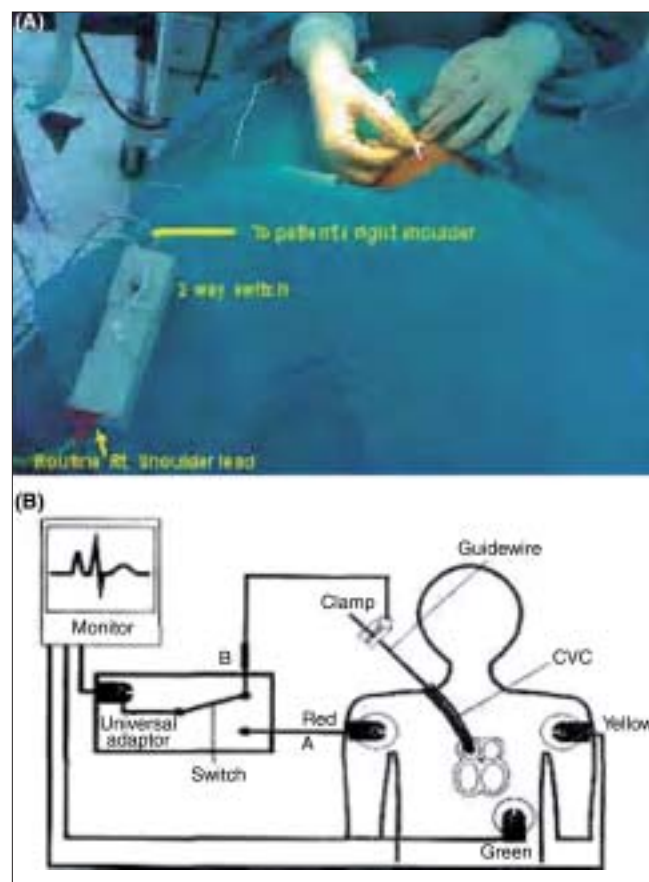 (A)
To patient's right shoulder
2 way switch
Routine Rt. Shoulder lead
(B)
Guidewire
Clamp
Monitor
B
CVC
Universal
adaptor
Red
A
Yellow
Switch
Green